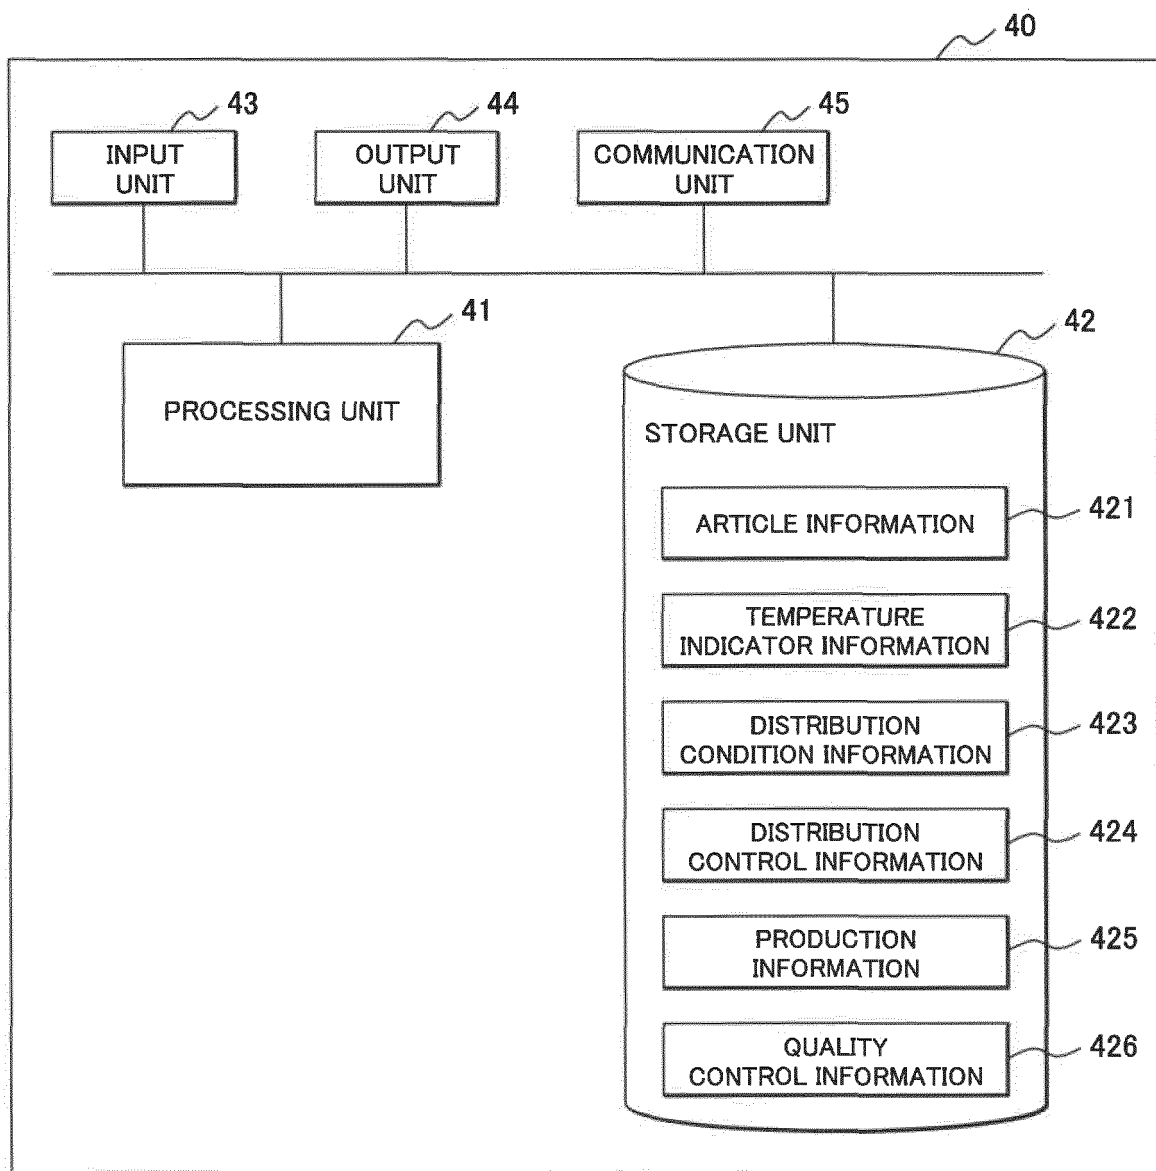 40
43
44
45
INPUT
UNIT
OUTPUT
UNIT
COMMUNICATION
UNIT
41
42
PROCESSING UNIT
STORAGE UNIT
ARTICLE INFORMATION
421
TEMPERATURE
INDICATOR INFORMATION
422
DISTRIBUTION
CONDITION INFORMATION
423
DISTRIBUTION
CONTROL INFORMATION
424
PRODUCTION
INFORMATION
425
QUALITY
CONTROL INFORMATION
426